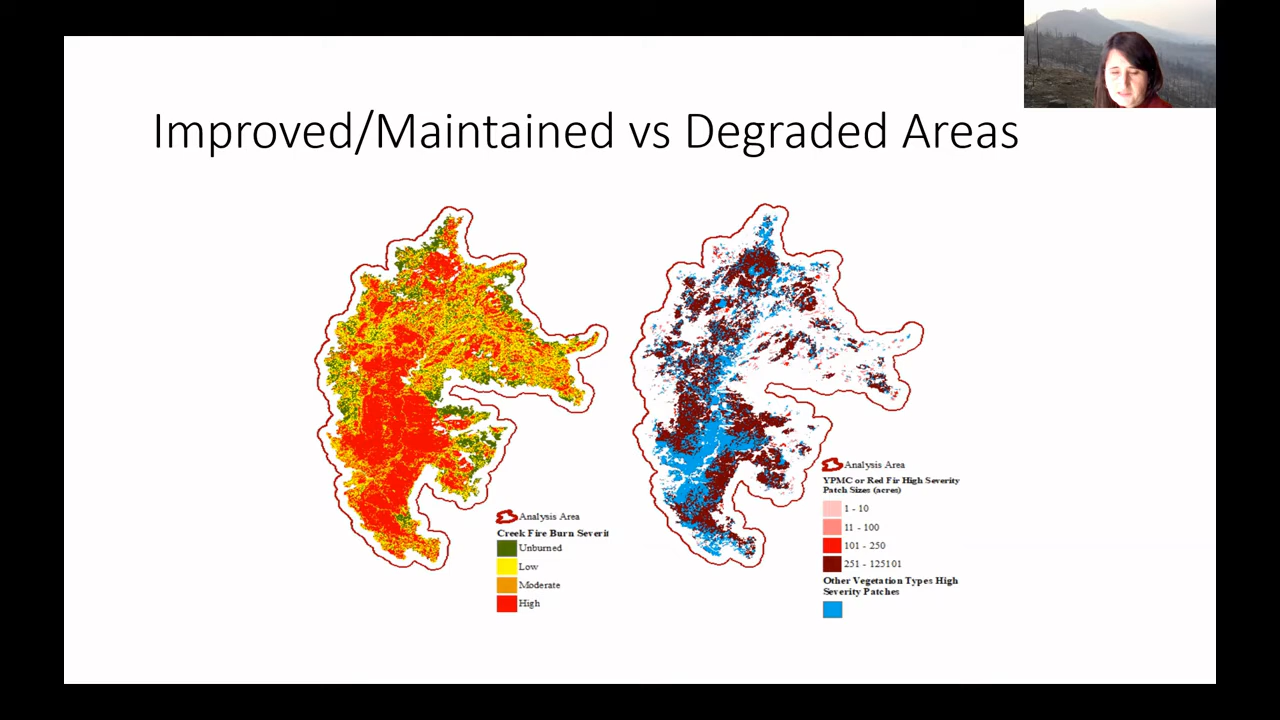 Improved/Maintained vs Degraded Areas
Analysis Area
Creek Fire Burn Severit
Unburned
Low
Moderate
High
Analysis Area
YPMC or Red Fir High Severity
Patch Sizes (acres)
1 - 10
11 - 100
101 - 250
251 - 125101
Other Vegetation Types High
Severity Patches